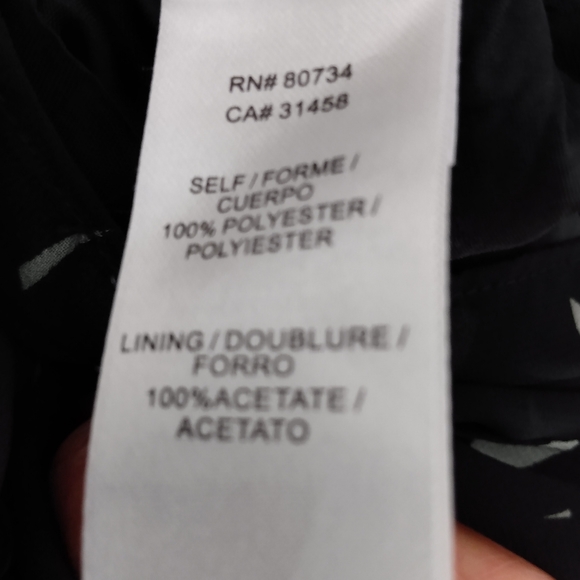 RN# 80734
CA# 31458
SELF / FORME /
CUERPO
100% POLYESTER /
POLYIESTER
LINING / DOUBLURE /
FORRO
100%ACETATE /
ACETATO